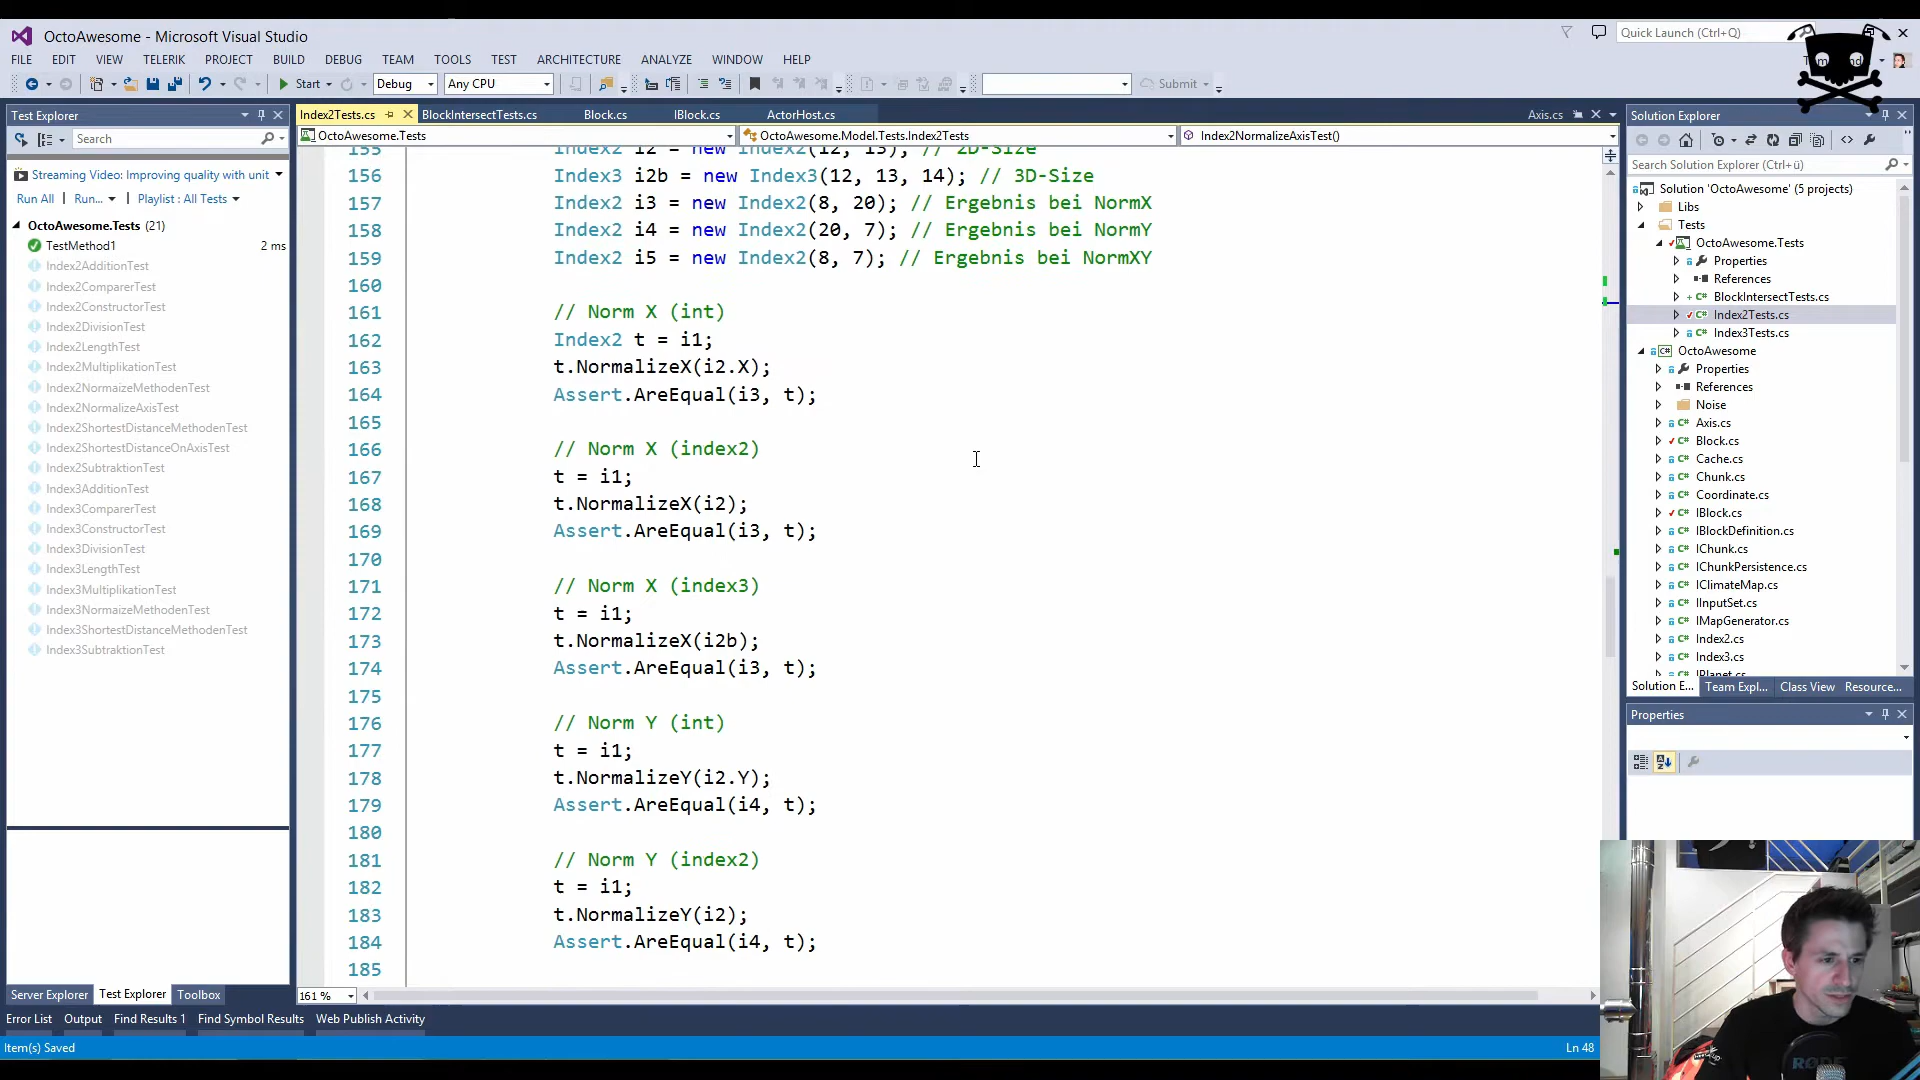 OctoAwesome - Microsoft Visual Studio
Quick Launch (Ctrl+Q)
FILE EDIT VIEW TELERIK PROJECT BUILD DEBUG TEAM TOOLS TEST ARCHITECTURE ANALYZE WINDOW HELP
Start Debug Any CPU Submit
Test Explorer
Search
Streaming Video: Improving quality with unit
Run All Run... Playlist : All Tests
OctoAwesome.Tests (21)
TestMethod1 2 ms
Index2AdditionTest
Index2ComparerTest
Index2ConstructorTest
Index2DivisionTest
Index2LengthTest
Index2MultiplikationTest
Index2NormaizeMethodenTest
Index2NormalizeAxisTest
Index2ShortestDistanceMethodenTest
Index2ShortestDistanceOnAxisTest
Index2SubtraktionTest
Index3AdditionTest
Index3ComparerTest
Index3ConstructorTest
Index3DivisionTest
Index3LengthTest
Index3MultiplikationTest
Index3NormaizeMethodenTest
Index3ShortestDistanceMethodenTest
Index3SubtraktionTest
Server Explorer Test Explorer Toolbox
Index2Tests.cs BlockIntersectTests.cs Block.cs IBlock.cs ActorHost.cs Axis.cs
OctoAwesome.Tests OctoAwesome.Model.Tests.Index2Tests Index2NormalizeAxisTest()
155 Index2 i2 = new Index2(12, 13); // 2D-Size
156 Index3 i2b = new Index3(12, 13, 14); // 3D-Size
157 Index2 i3 = new Index2(8, 20); // Ergebnis bei NormX
158 Index2 i4 = new Index2(20, 7); // Ergebnis bei NormY
159 Index2 i5 = new Index2(8, 7); // Ergebnis bei NormXY
160
161 // Norm X (int)
162 Index2 t = i1;
163 t.NormalizeX(i2.X);
164 Assert.AreEqual(i3, t);
165
166 // Norm X (index2)
167 t = i1;
168 t.NormalizeX(i2);
169 Assert.AreEqual(i3, t);
170
171 // Norm X (index3)
172 t = i1;
173 t.NormalizeX(i2b);
174 Assert.AreEqual(i3, t);
175
176 // Norm Y (int)
177 t = i1;
178 t.NormalizeY(i2.Y);
179 Assert.AreEqual(i4, t);
180
181 // Norm Y (index2)
182 t = i1;
183 t.NormalizeY(i2);
184 Assert.AreEqual(i4, t);
185
161 %
Solution Explorer
Search Solution Explorer (Ctrl+ü)
Solution 'OctoAwesome' (5 projects)
Libs
Tests
OctoAwesome.Tests
Properties
References
BlockIntersectTests.cs
Index2Tests.cs
Index3Tests.cs
OctoAwesome
Properties
References
Noise
Axis.cs
Block.cs
Cache.cs
Chunk.cs
Coordinate.cs
IBlock.cs
IBlockDefinition.cs
IChunk.cs
IChunkPersistence.cs
IClimateMap.cs
IInputSet.cs
IMapGenerator.cs
Index2.cs
Index3.cs
IPlanet.cs
Solution E... Team Expl... Class View Resource...
Properties
Error List Output Find Results 1 Find Symbol Results Web Publish Activity
Item(s) Saved Ln 48
RØDE